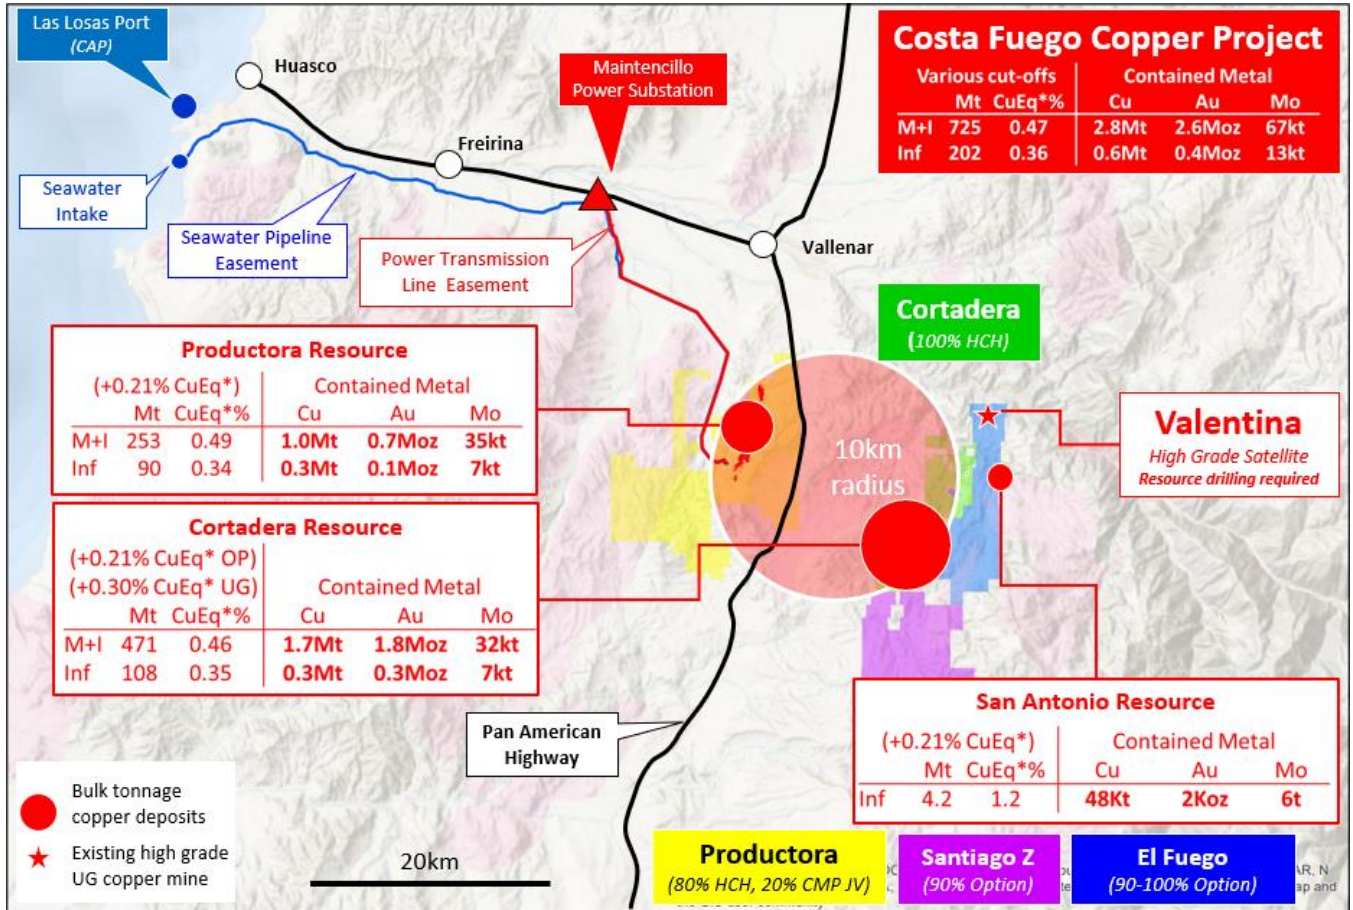 Las Losas Port
(CAP)
Huasco
Maintencillo
Power Substation
Freirina
Seawater
Intake
Seawater Pipeline
Easement
Power Transmission
Line Easement
Vallenar
Costa Fuego Copper Project
Various cut-offs Contained Metal
Mt CuEq*% Cu Au Mo
M+I 725 0.47 2.8Mt 2.6Moz 67kt
Inf 202 0.36 0.6Mt 0.4Moz 13kt
Cortadera
(100% HCH)
Productora Resource
(+0.21% CuEq*) Contained Metal
Mt CuEq*% Cu Au Mo
M+I 253 0.49 1.0Mt 0.7Moz 35kt
Inf 90 0.34 0.3Mt 0.1Moz 7kt
10km
radius
Valentina
High Grade Satellite
Resource drilling required
Cortadera Resource
(+0.21% CuEq* OP)
(+0.30% CuEq* UG) Contained Metal
Mt CuEq*% Cu Au Mo
M+I 471 0.46 1.7Mt 1.8Moz 32kt
Inf 108 0.35 0.3Mt 0.3Moz 7kt
San Antonio Resource
(+0.21% CuEq*) Contained Metal
Mt CuEq*% Cu Au Mo
Inf 4.2 1.2 48Kt 2Koz 6t
Pan American
Highway
Bulk tonnage
copper deposits
Existing high grade
UG copper mine
20km
Productora
(80% HCH, 20% CMP JV)
Santiago Z
(90% Option)
El Fuego
(90-100% Option)
AR, N
ap and